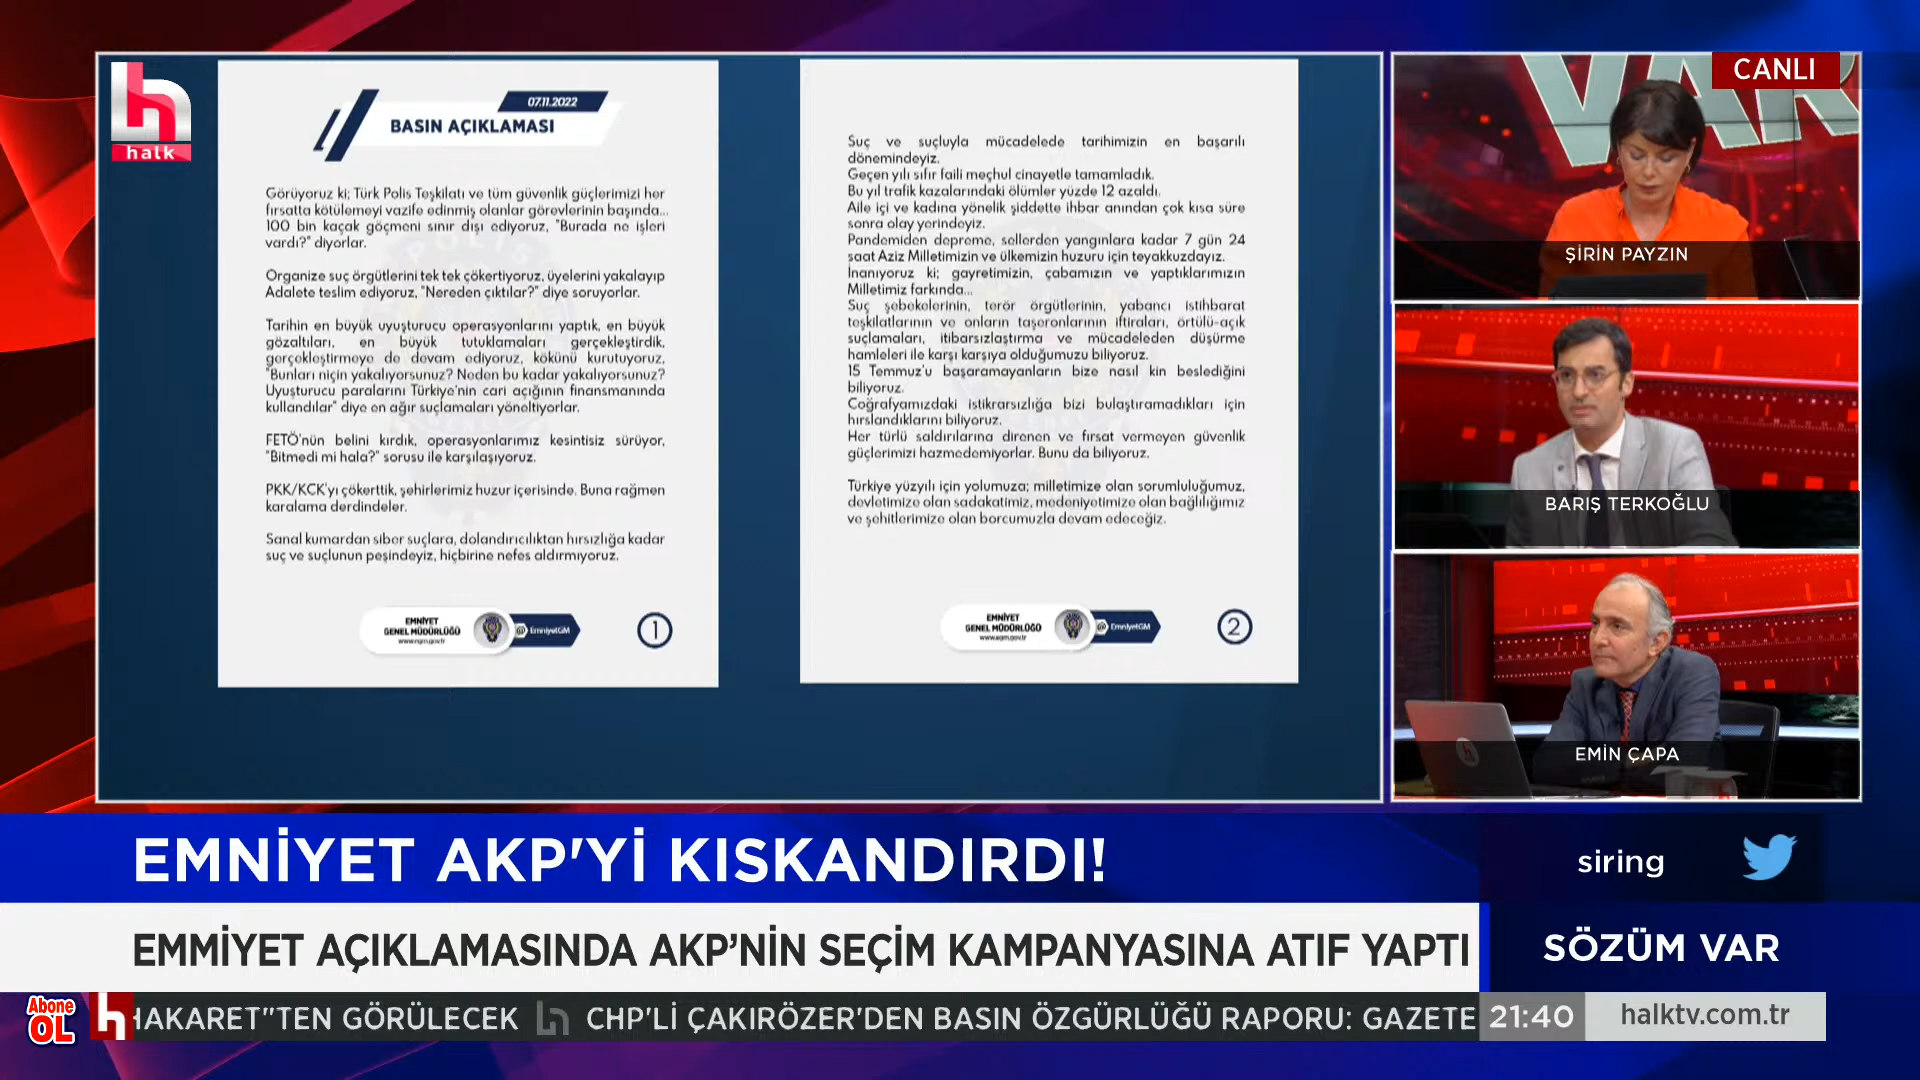 h
halk
07.11.2022
BASIN AÇIKLAMASI
Görüyoruz ki; Türk Polis Teşkilatı ve tüm güvenlik güçlerimizi her
fırsatta kötülemeyi vazife edinmiş olanlar görevlerinin başında...
100 bin kaçak göçmeni sınır dışı ediyoruz, "Burada ne işleri
vardı?" diyorlar.
Organize suç örgütlerini tek tek çökertiyoruz, üyelerini yakalayıp
Adalete teslim ediyoruz, "Nereden çıktılar?" diye soruyorlar.
Tarihin en büyük uyuşturucu operasyonlarını yaptık, en büyük
gözaltıları, en büyük tutuklamaları gerçekleştirdik,
gerçekleştirmeye de devam ediyoruz, kökünü kurutuyoruz,
"Bunları niçin yakalıyorsunuz? Neden bu kadar yakalıyorsunuz?
Uyuşturucu paralarını Türkiye'nin cari açığının finansmanında
kullandılar" diye en ağır suçlamaları yöneltiyorlar.
FETÖ'nün belini kırdık, operasyonlarımız kesintisiz sürüyor,
"Bitmedi mi hala?" sorusu ile karşılaşıyoruz.
PKK/KCK'yı çökerttik, şehirlerimiz huzur içerisinde. Buna rağmen
karalama derdindeler.
Sanal kumardan siber suçlara, dolandırıcılıktan hırsızlığa kadar
suç ve suçlunun peşindeyiz, hiçbirine nefes aldırmıyoruz.
EMNİYET
GENEL MÜDÜRLÜĞÜ
www.egm.gov.tr
EmniyetGM
1
Suç ve suçluyla mücadelede tarihimizin en başarılı
dönemindeyiz.
Geçen yılı sıfır faili meçhul cinayetle tamamladık.
Bu yıl trafik kazalarındaki ölümler yüzde 12 azaldı.
Aile içi ve kadına yönelik şiddette ihbar anından çok kısa süre
sonra olay yerindeyiz.
Pandemiden depreme, sellerden yangınlara kadar 7 gün 24
saat Aziz Milletimizin ve ülkemizin huzuru için teyakkuzdayız.
İnanıyoruz ki; gayretimizin, çabamızın ve yaptıklarımızın
Milletimiz farkında...
Suç şebekelerinin, terör örgütlerinin, yabancı istihbarat
teşkilatlarının ve onların taşeronlarının iftiraları, örtülü-açık
suçlamaları, itibarsızlaştırma ve mücadeleden düşürme
hamleleri ile karşı karşıya olduğumuzu biliyoruz.
15 Temmuz'u başaramayanların bize nasıl kin beslediğini
biliyoruz.
Coğrafyamızdaki istikrarsızlığa bizi bulaştıramadıkları için
hırslandıklarını biliyoruz.
Her türlü saldırılarına direnen ve fırsat vermeyen güvenlik
güçlerimizi hazmedemiyorlar. Bunu da biliyoruz.
Türkiye yüzyılı için yolumuza; milletimize olan sorumluluğumuz,
devletimize olan sadakatimiz, medeniyetimize olan bağlılığımız
ve şehitlerimize olan borcumuzla devam edeceğiz.
EMNİYET
GENEL MÜDÜRLÜĞÜ
www.egm.gov.tr
EmniyetGM
2
VAR
CANLI
ŞİRİN PAYZIN
BARIŞ TERKOĞLU
EMİN ÇAPA
EMNİYET AKP'Yİ KISKANDIRDI!
siring
EMMİYET AÇIKLAMASINDA AKP'NİN SEÇİM KAMPANYASINA ATIF YAPTI
SÖZÜM VAR
Abone
OL
h
HAKARET"TEN GÖRÜLECEK h CHP'Lİ ÇAKIRÖZER'DEN BASIN ÖZGÜRLÜĞÜ RAPORU: GAZETE
21:40
halktv.com.tr